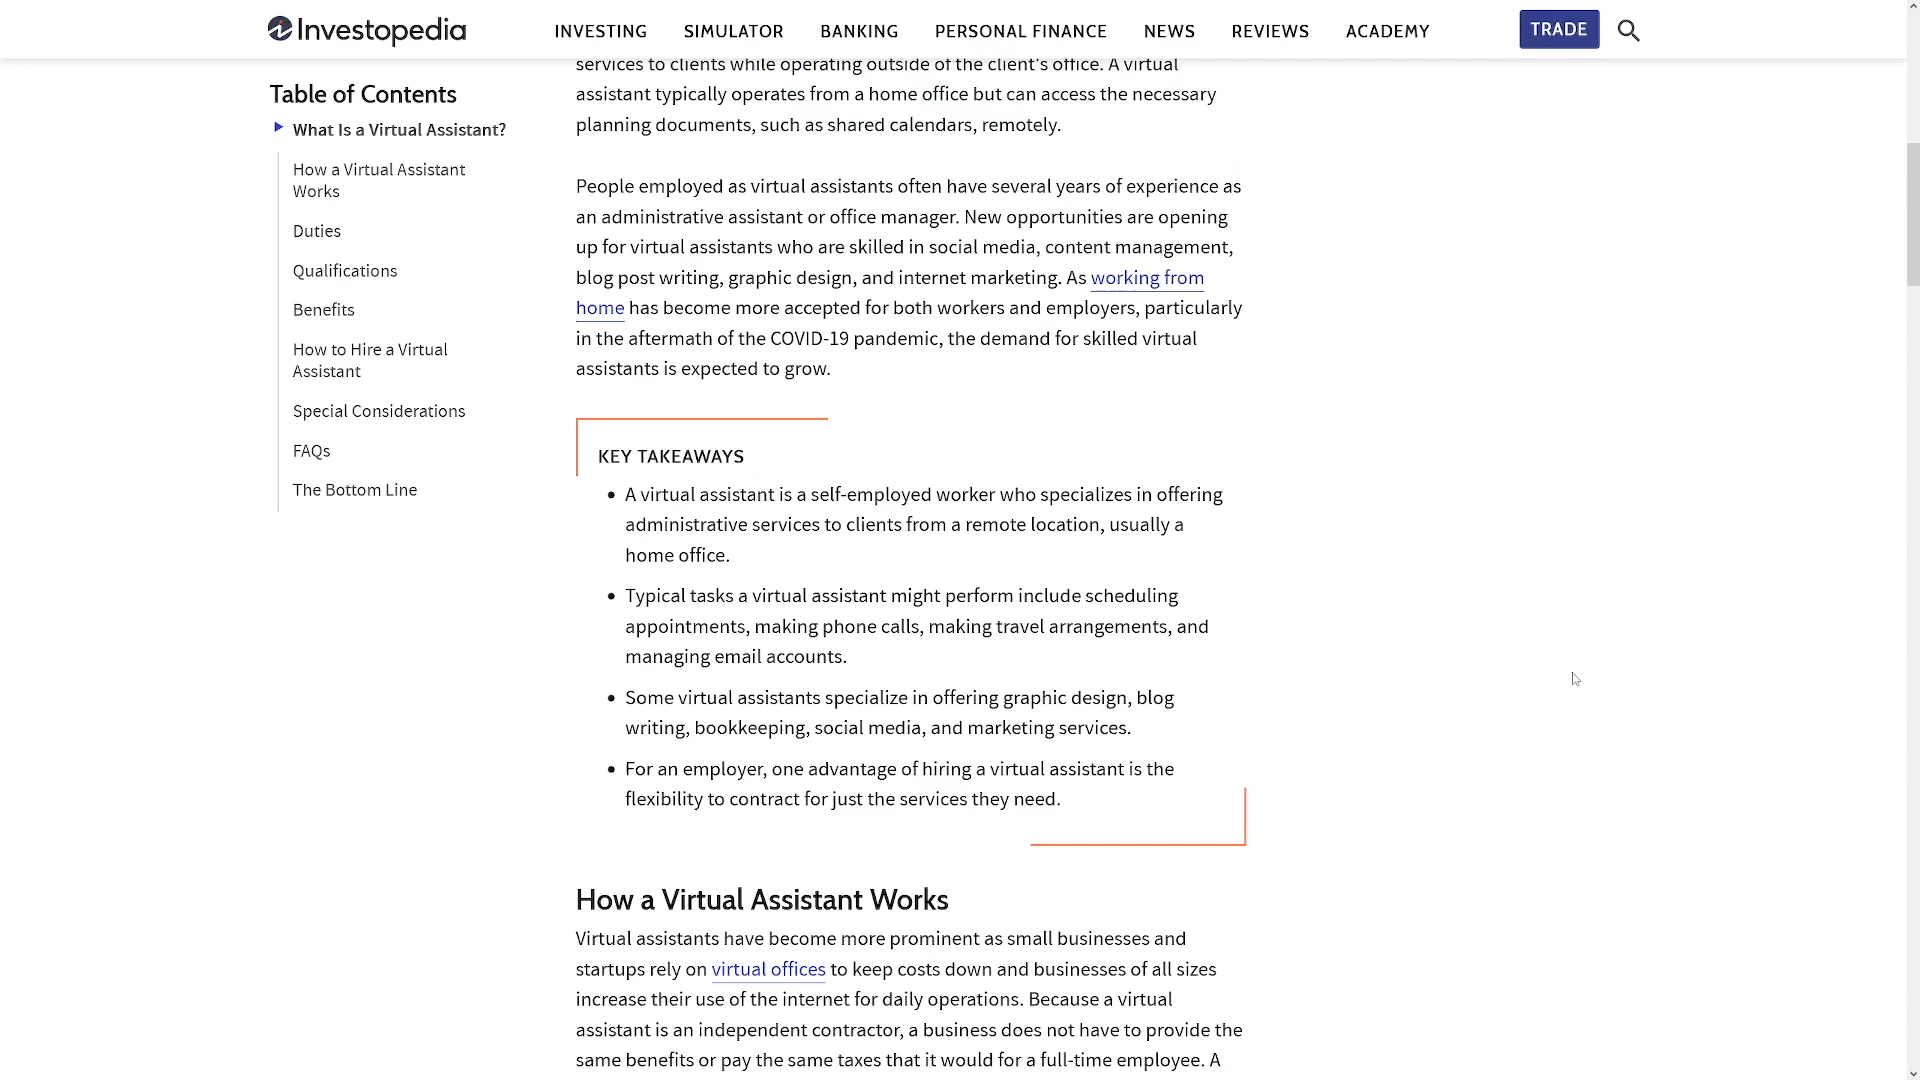 Investopedia
INVESTING SIMULATOR BANKING PERSONAL FINANCE NEWS REVIEWS ACADEMY TRADE
Table of Contents
What Is a Virtual Assistant?
How a Virtual Assistant
Works
Duties
Qualifications
Benefits
How to Hire a Virtual
Assistant
Special Considerations
FAQs
The Bottom Line
services to clients while operating outside of the client's office. A virtual
assistant typically operates from a home office but can access the necessary
planning documents, such as shared calendars, remotely.
People employed as virtual assistants often have several years of experience as
an administrative assistant or office manager. New opportunities are opening
up for virtual assistants who are skilled in social media, content management,
blog post writing, graphic design, and internet marketing. As working from
home has become more accepted for both workers and employers, particularly
in the aftermath of the COVID-19 pandemic, the demand for skilled virtual
assistants is expected to grow.
KEY TAKEAWAYS
• A virtual assistant is a self-employed worker who specializes in offering
administrative services to clients from a remote location, usually a
home office.
• Typical tasks a virtual assistant might perform include scheduling
appointments, making phone calls, making travel arrangements, and
managing email accounts.
• Some virtual assistants specialize in offering graphic design, blog
writing, bookkeeping, social media, and marketing services.
• For an employer, one advantage of hiring a virtual assistant is the
flexibility to contract for just the services they need.
How a Virtual Assistant Works
Virtual assistants have become more prominent as small businesses and
startups rely on virtual offices to keep costs down and businesses of all sizes
increase their use of the internet for daily operations. Because a virtual
assistant is an independent contractor, a business does not have to provide the
same benefits or pay the same taxes that it would for a full-time employee. A